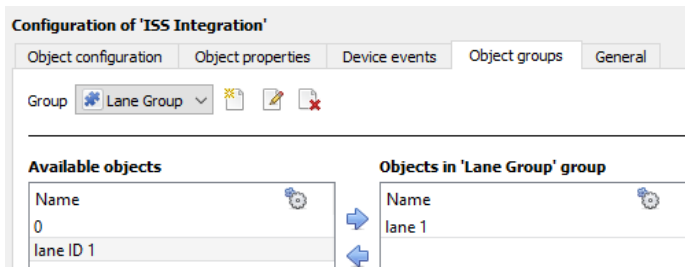 Configuration of 'ISS Integration'
Object configuration Object properties Device events Object groups General
Group Lane Group
Available objects Objects in 'Lane Group' group
Name Name
0 lane 1
lane ID 1